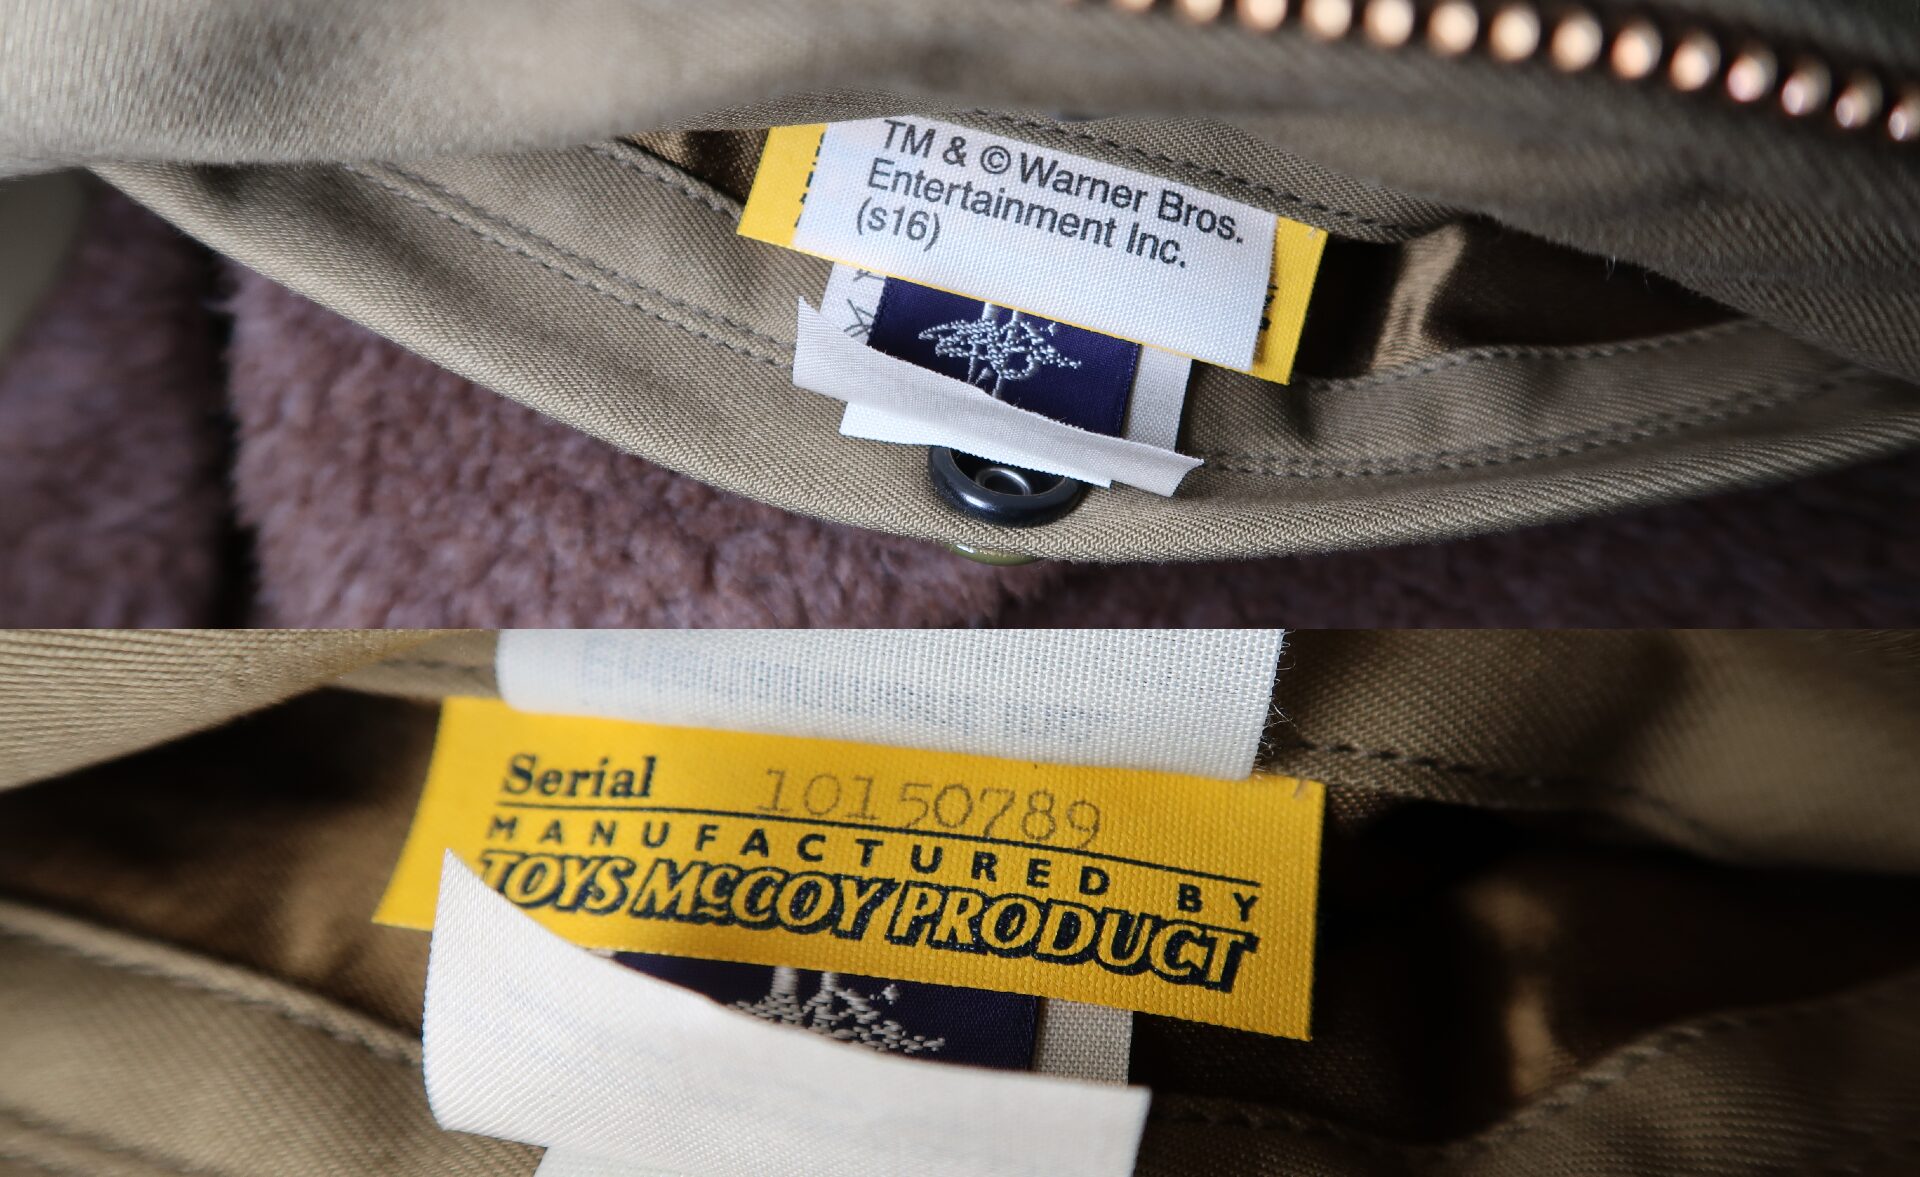 TM & © Warner Bros.
Entertainment Inc.
(s16)
Serial 10150789
MANUFACTURED BY
TOYS McCOY PRODUCT